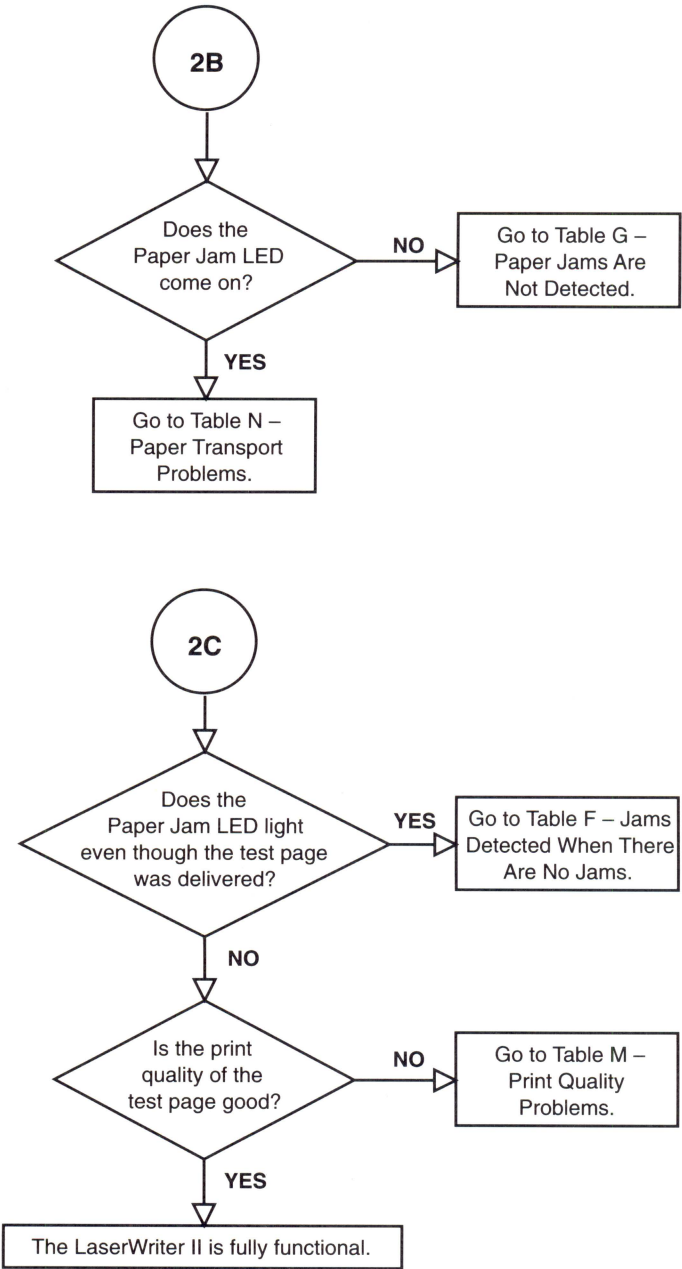 2B
Does the
Paper Jam LED
come on?
NO
Go to Table G –
Paper Jams Are
Not Detected.
YES
Go to Table N –
Paper Transport
Problems.
2C
Does the
Paper Jam LED light
even though the test page
was delivered?
YES
Go to Table F – Jams
Detected When There
Are No Jams.
NO
Is the print
quality of the
test page good?
NO
Go to Table M –
Print Quality
Problems.
YES
The LaserWriter II is fully functional.